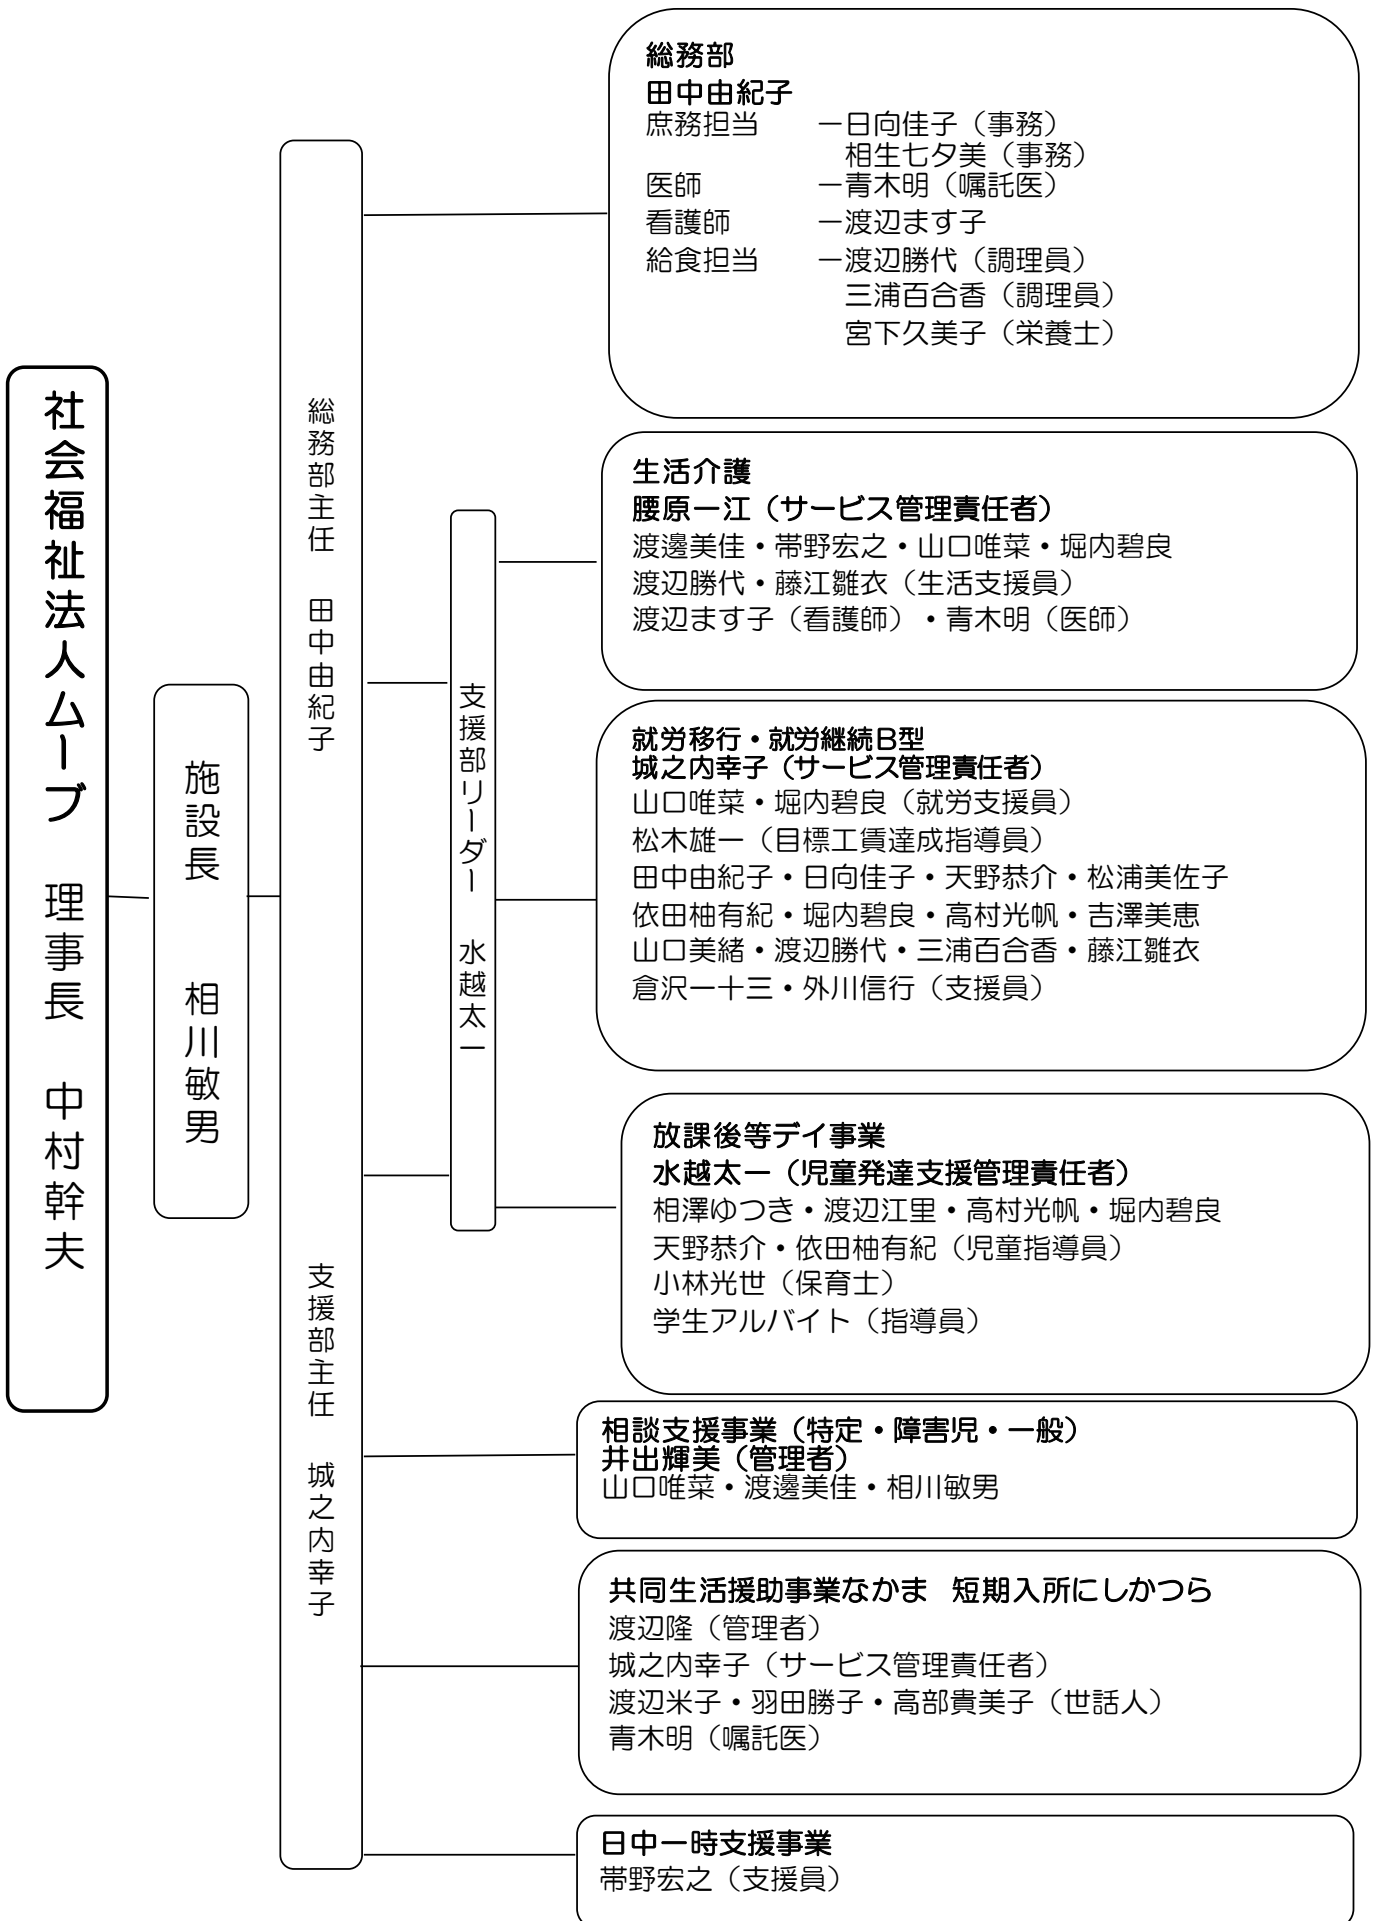 社会福祉法人ムーブ　理事長　中村幹夫
施設長　相川敏男
総務部主任　田中由紀子
支援部主任　城之内幸子
支援部リーダー　水越太一
総務部
田中由紀子
庶務担当　ー日向佳子（事務）
相生七夕美（事務）
医師　ー青木明（嘱託医）
看護師　ー渡辺ます子
給食担当　ー渡辺勝代（調理員）
三浦百合香（調理員）
宮下久美子（栄養士）
生活介護
腰原一江（サービス管理責任者）
渡邊美佳・帯野宏之・山口唯菜・堀内碧良
渡辺勝代・藤江雛衣（生活支援員）
渡辺ます子（看護師）・青木明（医師）
就労移行・就労継続Ｂ型
城之内幸子（サービス管理責任者）
山口唯菜・堀内碧良（就労支援員）
松木雄一（目標工賃達成指導員）
田中由紀子・日向佳子・天野恭介・松浦美佐子
依田柚有紀・堀内碧良・高村光帆・吉澤美恵
山口美緒・渡辺勝代・三浦百合香・藤江雛衣
倉沢一十三・外川信行（支援員）
放課後等デイ事業
水越太一（児童発達支援管理責任者）
相澤ゆつき・渡辺江里・高村光帆・堀内碧良
天野恭介・依田柚有紀（児童指導員）
小林光世（保育士）
学生アルバイト（指導員）
相談支援事業（特定・障害児・一般）
井出輝美（管理者）
山口唯菜・渡邊美佳・相川敏男
共同生活援助事業なかま　短期入所にしかつら
渡辺隆（管理者）
城之内幸子（サービス管理責任者）
渡辺米子・羽田勝子・高部貴美子（世話人）
青木明（嘱託医）
日中一時支援事業
帯野宏之（支援員）